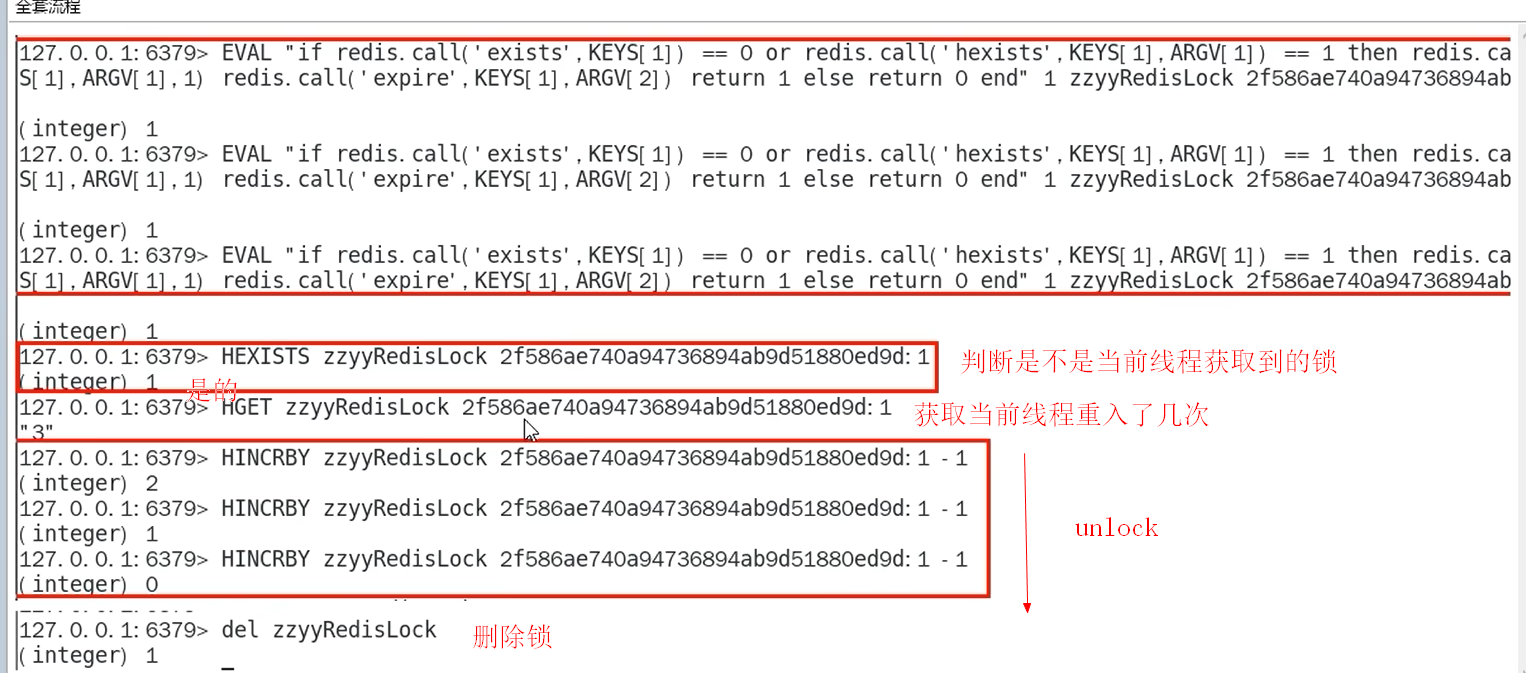 全套流程
127.0.0.1:6379> EVAL "if redis.call('exists',KEYS[1]) == 0 or redis.call('hexists',KEYS[1],ARGV[1]) == 1 then redis.ca
S[1],ARGV[1],1) redis.call('expire',KEYS[1],ARGV[2]) return 1 else return 0 end" 1 zzyyRedisLock 2f586ae740a94736894ab
(integer) 1
127.0.0.1:6379> EVAL "if redis.call('exists',KEYS[1]) == 0 or redis.call('hexists',KEYS[1],ARGV[1]) == 1 then redis.ca
S[1],ARGV[1],1) redis.call('expire',KEYS[1],ARGV[2]) return 1 else return 0 end" 1 zzyyRedisLock 2f586ae740a94736894ab
(integer) 1
127.0.0.1:6379> EVAL "if redis.call('exists',KEYS[1]) == 0 or redis.call('hexists',KEYS[1],ARGV[1]) == 1 then redis.ca
S[1],ARGV[1],1) redis.call('expire',KEYS[1],ARGV[2]) return 1 else return 0 end" 1 zzyyRedisLock 2f586ae740a94736894ab
(integer) 1
127.0.0.1:6379> HEXISTS zzyyRedisLock 2f586ae740a94736894ab9d51880ed9d:1
判断是不是当前线程获取到的锁
(integer) 1
是的
127.0.0.1:6379> HGET zzyyRedisLock 2f586ae740a94736894ab9d51880ed9d:1
获取当前线程重入了几次
"3"
127.0.0.1:6379> HINCRBY zzyyRedisLock 2f586ae740a94736894ab9d51880ed9d:1 -1
(integer) 2
127.0.0.1:6379> HINCRBY zzyyRedisLock 2f586ae740a94736894ab9d51880ed9d:1 -1
(integer) 1
unlock
127.0.0.1:6379> HINCRBY zzyyRedisLock 2f586ae740a94736894ab9d51880ed9d:1 -1
(integer) 0
127.0.0.1:6379> del zzyyRedisLock
删除锁
(integer) 1